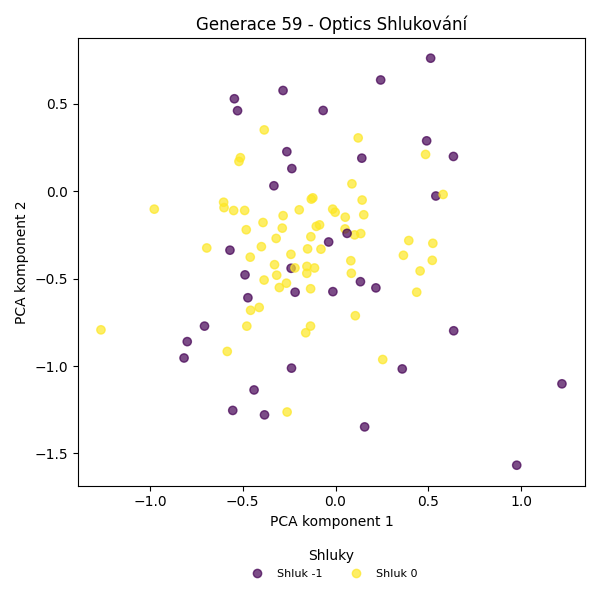 Generace 59 - Optics Shlukování
PCA komponent 2
0.5
0.0
−0.5
−1.0
−1.5
−1.0
−0.5
0.0
0.5
1.0
PCA komponent 1
Shluky
Shluk -1
Shluk 0